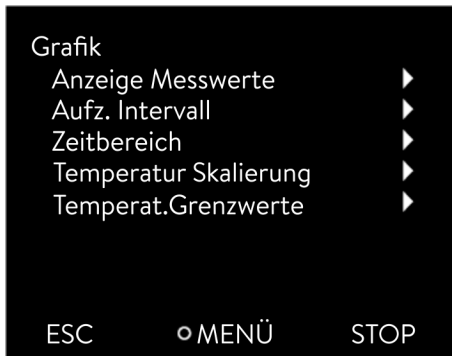 Grafik
Anzeige Messwerte
Aufz. Intervall
Zeitbereich
Temperatur Skalierung
Temperat.Grenzwerte
ESC MENÜ STOP